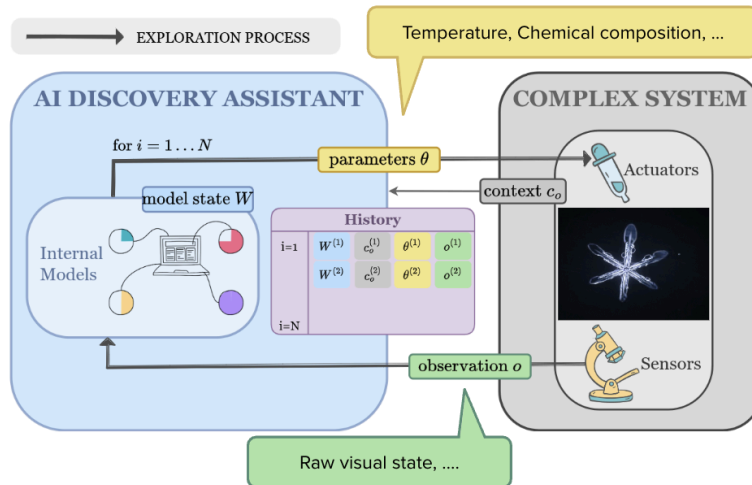 EXPLORATION PROCESS
Temperature, Chemical composition, ...
AI DISCOVERY ASSISTANT
COMPLEX SYSTEM
for i = 1 … N
parameters θ
Actuators
context c_o
model state W
Internal
Models
History
i=1 W^(1) c_o^(1) θ^(1) o^(1)
W^(2) c_o^(2) θ^(2) o^(2)
i=N
observation o
Sensors
Raw visual state, ....